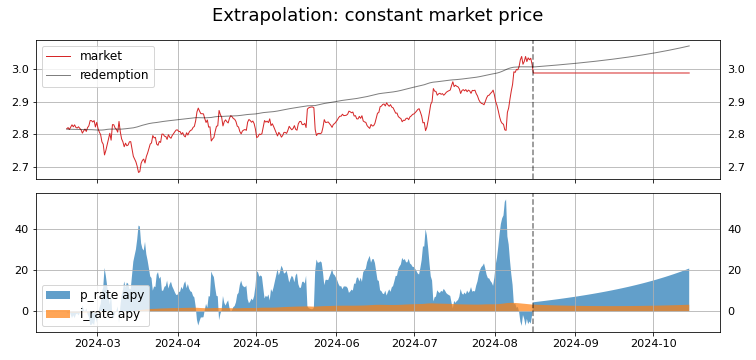 Extrapolation: constant market price
market
redemption
3.0 3.0
2.9 2.9
2.8 2.8
2.7 2.7
40 40
20 20
0 0
p_rate apy
i_rate apy
2024-03 2024-04 2024-05 2024-06 2024-07 2024-08 2024-09 2024-10